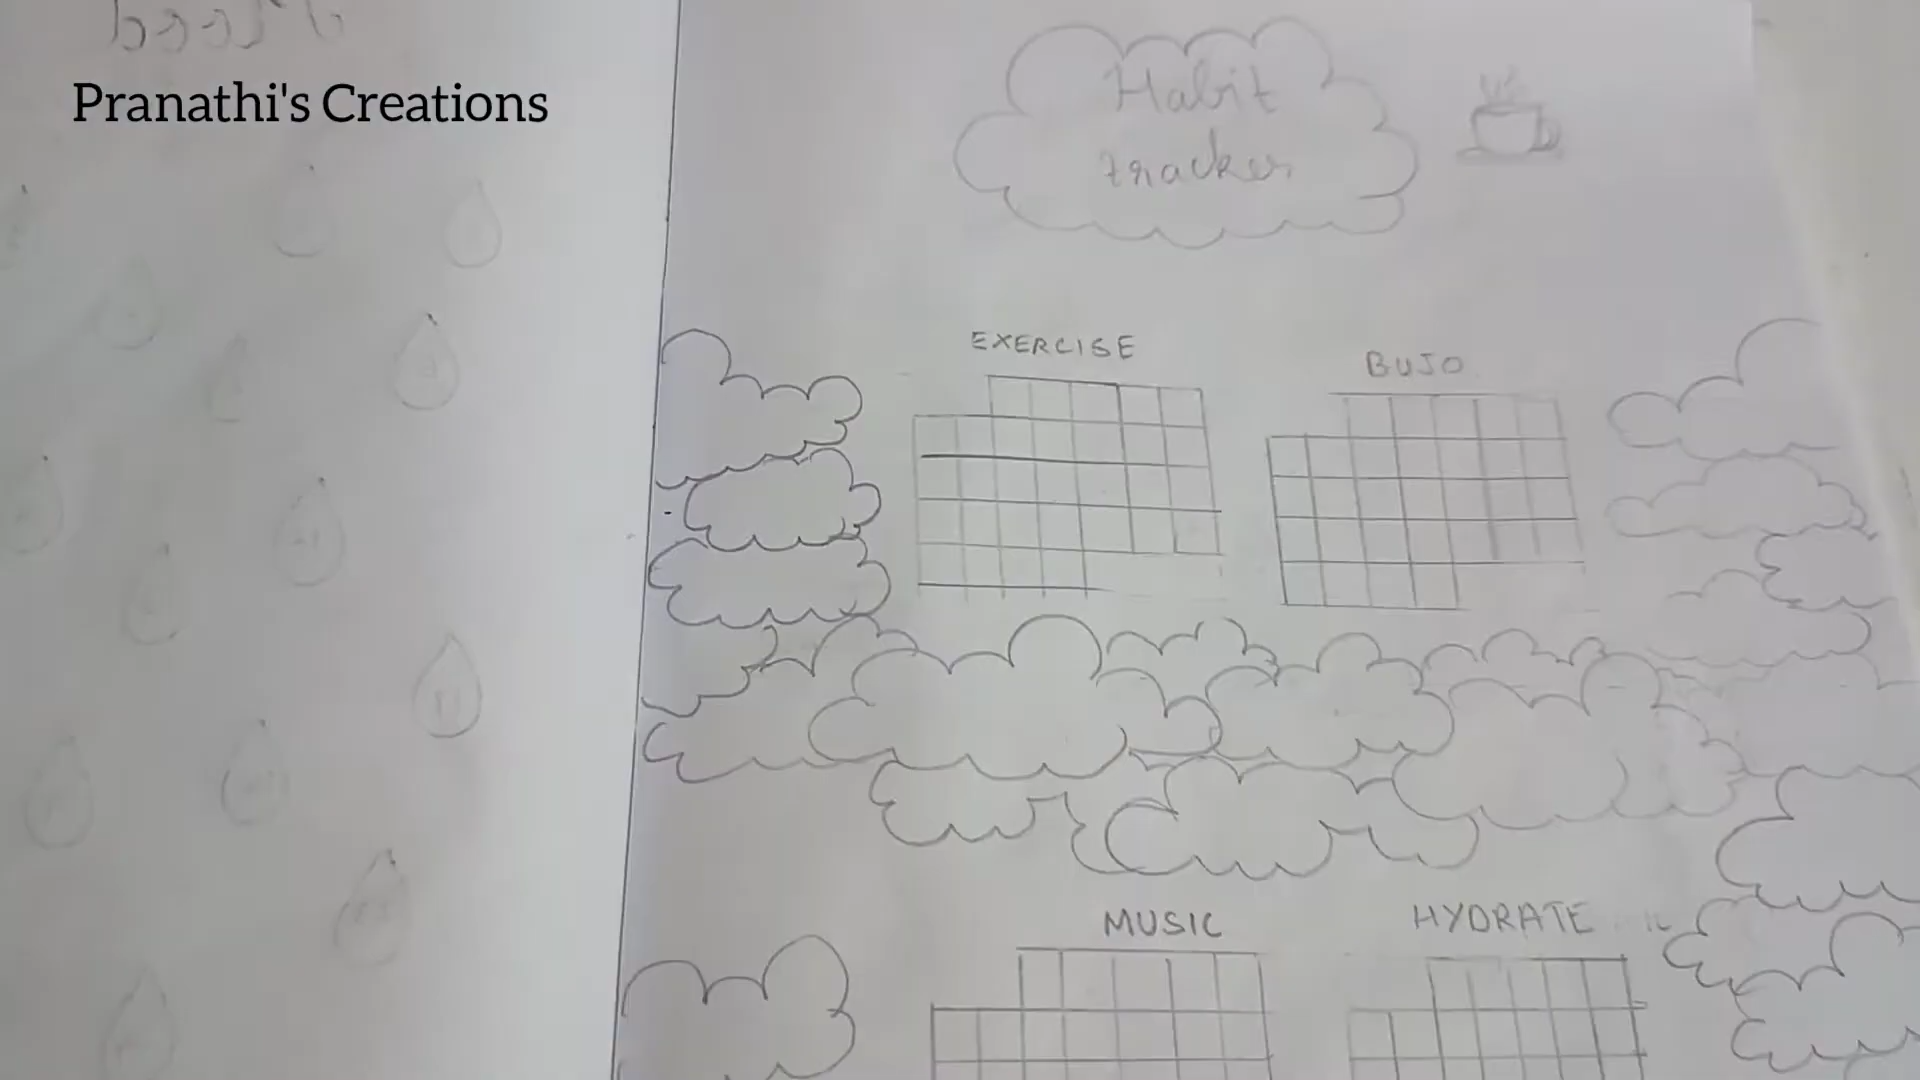 Pranathi's Creations
Habit
tracker
EXERCISE
BUJO
MUSIC
HYDRATE